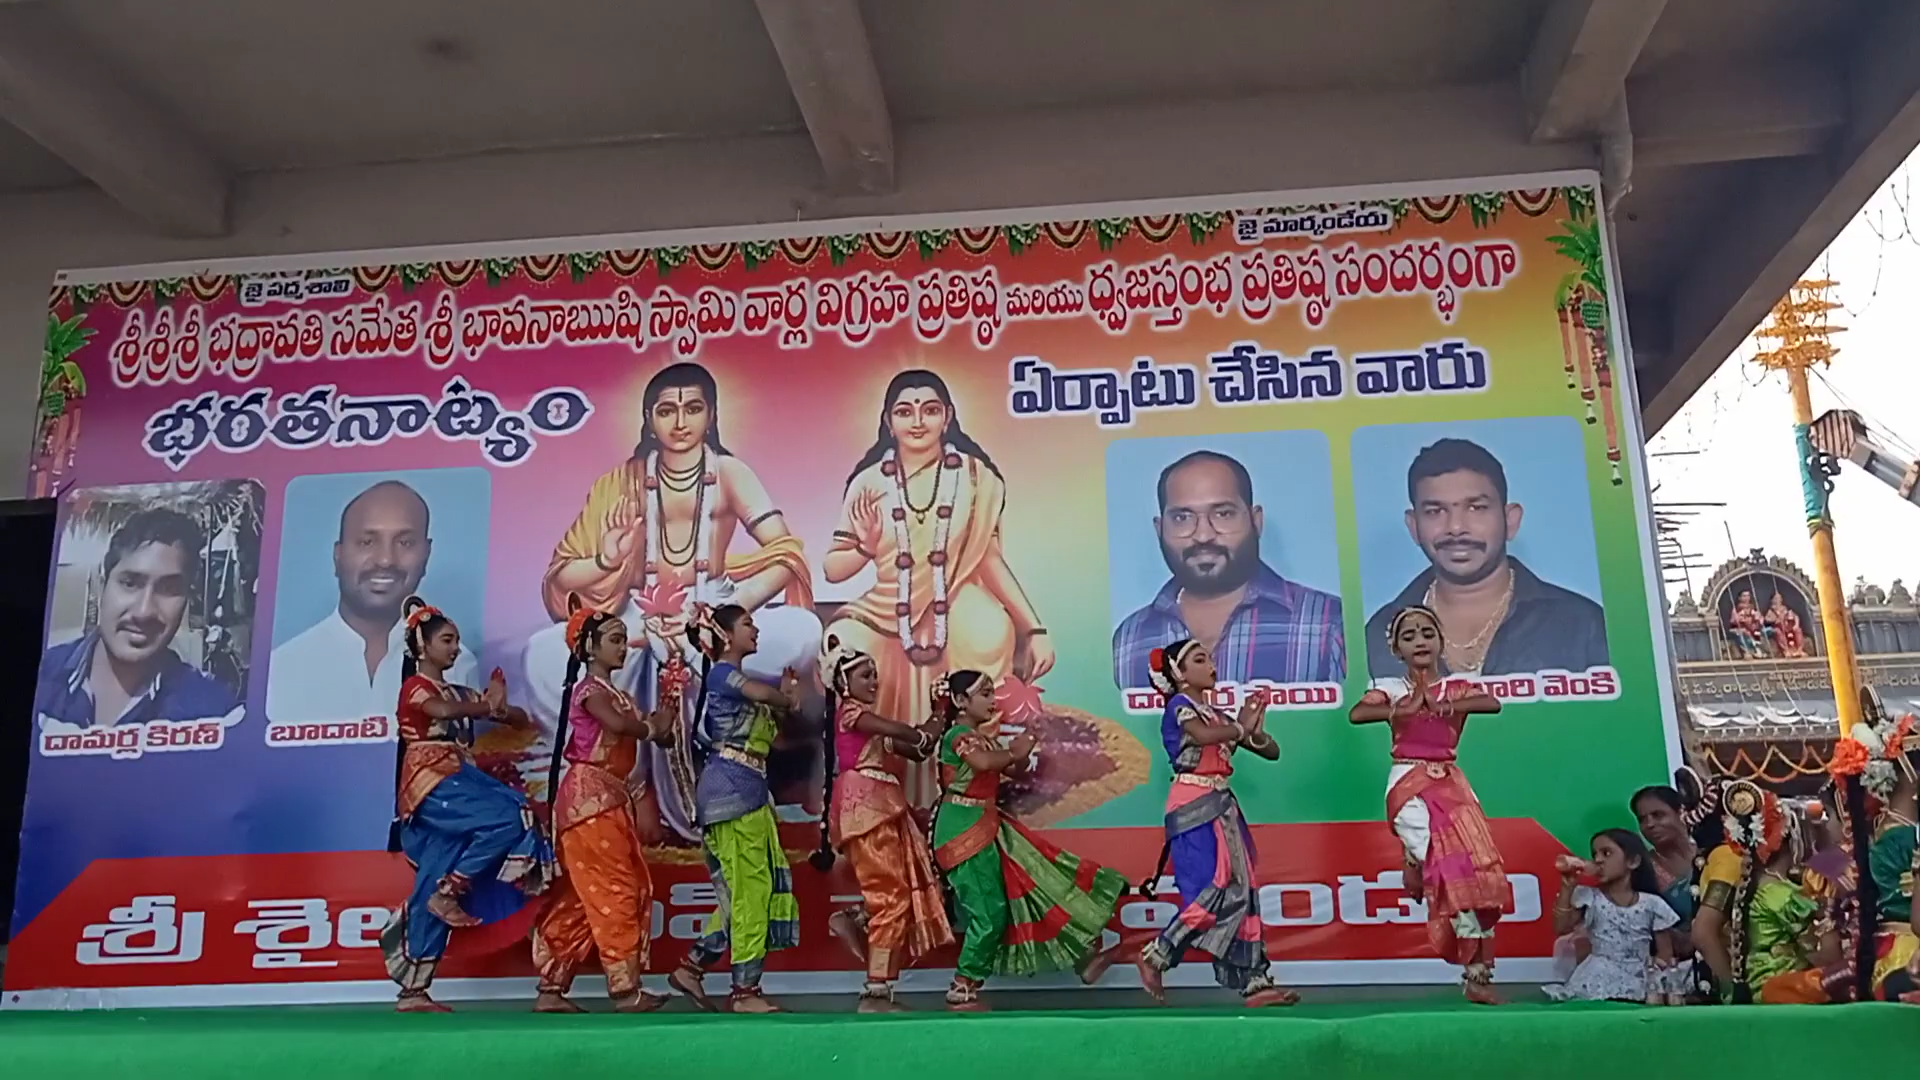 జై పద్మశాలి
జై మార్కండేయ
శ్రీశ్రీశ్రీ భద్రావతి సమేత శ్రీ భావనాఋషి స్వామి వార్ల విగ్రహ ప్రతిష్ఠ మరియు ధ్వజస్తంభ ప్రతిష్ఠ సందర్భంగా
భరతనాట్యం
ఏర్పాటు చేసిన వారు
దామర్ల కిరణ్
బూదాటి
సాయి
వెంకి
శ్రీ శైల